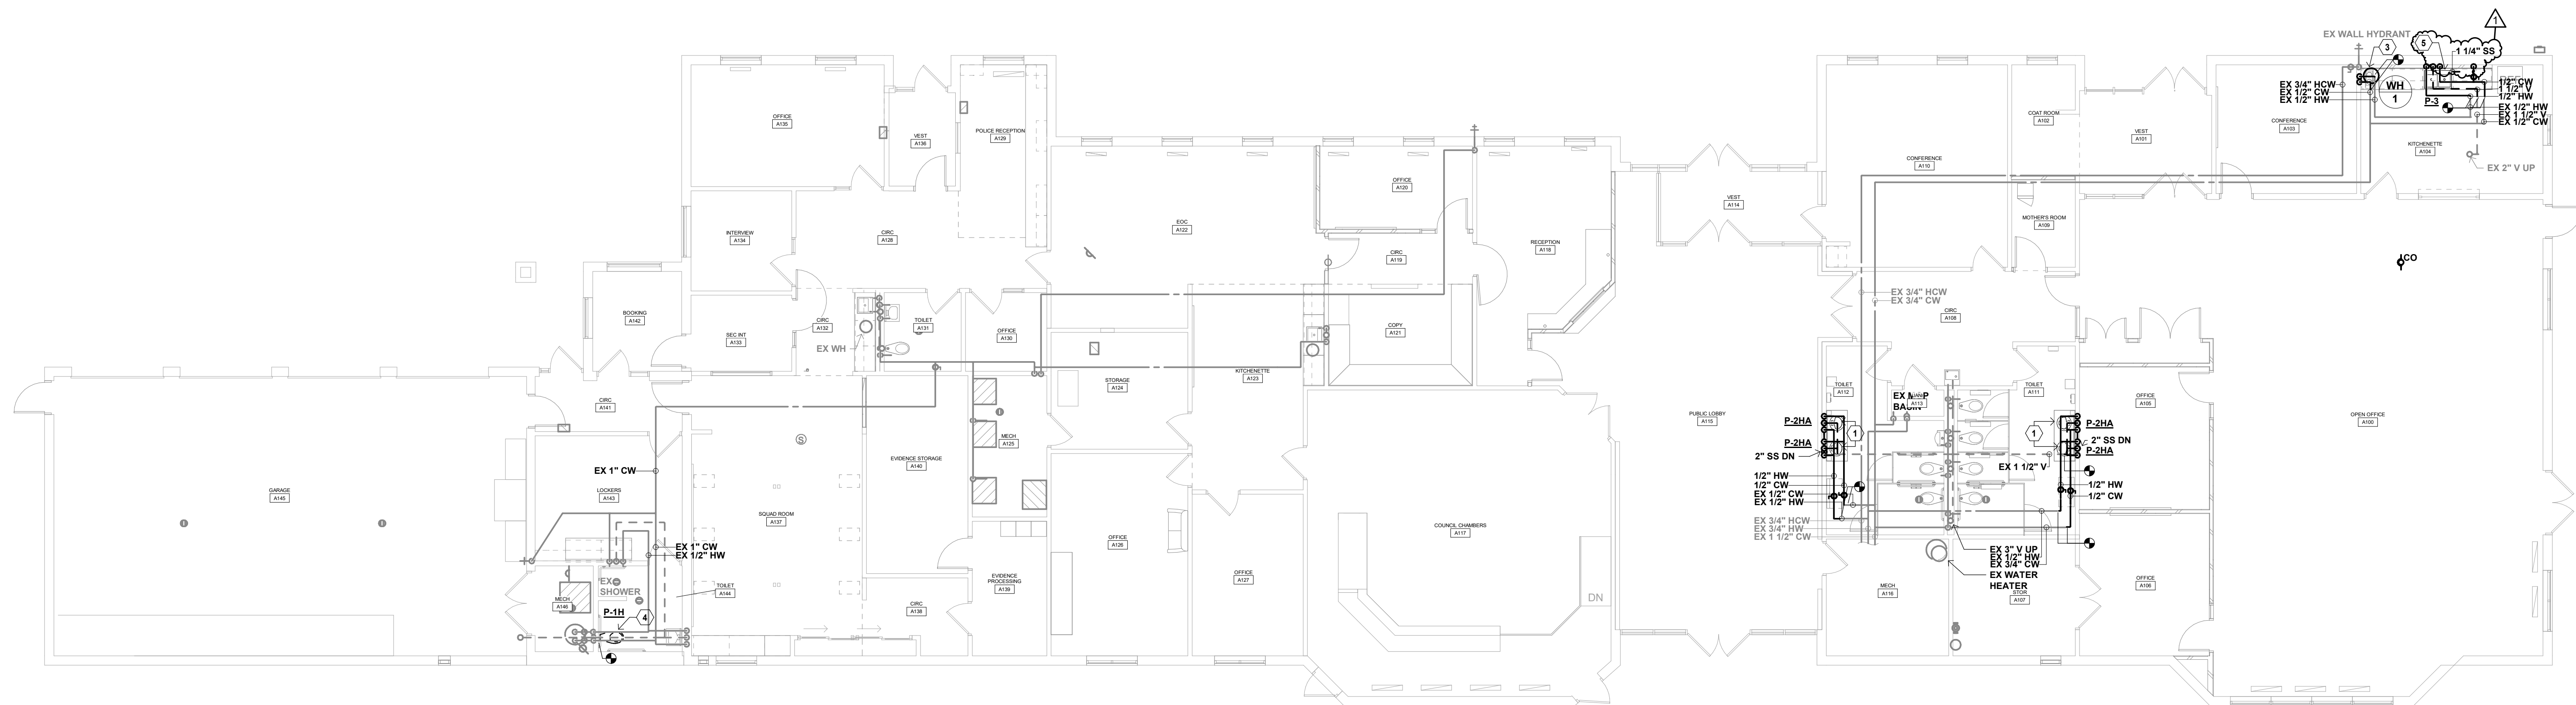 1
EX WALL HYDRANT
3
5
1 1/4" SS
EX 3/4" HCW
EX 1/2" CW
EX 1/2" HW
WH
1
P-3
1/2" CW
1 1/2" V
1/2" HW
EX 1/2" HW
EX 1 1/2" V
EX 1/2" CW
EX 2" V UP
OFFICE
A135
VEST
A136
POLICE RECEPTION
A129
COAT ROOM
A102
VEST
A101
CONFERENCE
A103
KITCHENETTE
A104
CONFERENCE
A110
OFFICE
A120
VEST
A114
MOTHER'S ROOM
A109
INTERVIEW
A134
CIRC
A128
EOC
A122
CIRC
A119
RECEPTION
A118
CO
BOOKING
A142
SEC INT
A133
CIRC
A132
EX WH
TOILET
A131
OFFICE
A130
COPY
A121
EX 3/4" HCW
EX 3/4" CW
CIRC
A108
STORAGE
A124
KITCHENETTE
A123
TOILET
A112
EX MOP
BASIN
JAN
A113
TOILET
A111
OFFICE
A105
CIRC
A141
PUBLIC LOBBY
A115
OPEN OFFICE
A100
P-2HA
1
P-2HA
2" SS DN
1
P-2HA
2" SS DN
P-2HA
EX 1 1/2" V
S
MECH
A125
EVIDENCE STORAGE
A140
EX 1" CW
GARAGE
A145
LOCKERS
A143
1/2" HW
1/2" CW
EX 1/2" CW
EX 1/2" HW
1/2" HW
1/2" CW
SQUAD ROOM
A137
COUNCIL CHAMBERS
A117
EX 3/4" HCW
EX 3/4" HW
EX 1 1/2" CW
OFFICE
A126
EX 1" CW
EX 1/2" HW
EX 3" V UP
EX 1/2" HW
EX 3/4" CW
EX WATER
HEATER
EX
SHOWER
MECH
A146
TOILET
A144
EVIDENCE
PROCESSING
A139
OFFICE
A127
DN
MECH
A116
STOR
A107
OFFICE
A106
P-1H
4
CIRC
A138